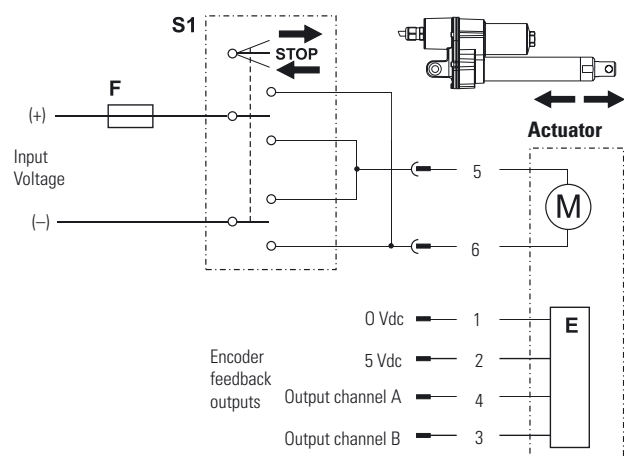 S1
STOP
F
(+)
Input
Voltage
(–)
Actuator
5
M
6
0 Vdc
1
E
5 Vdc
2
Encoder
feedback
outputs
Output channel A
4
Output channel B
3